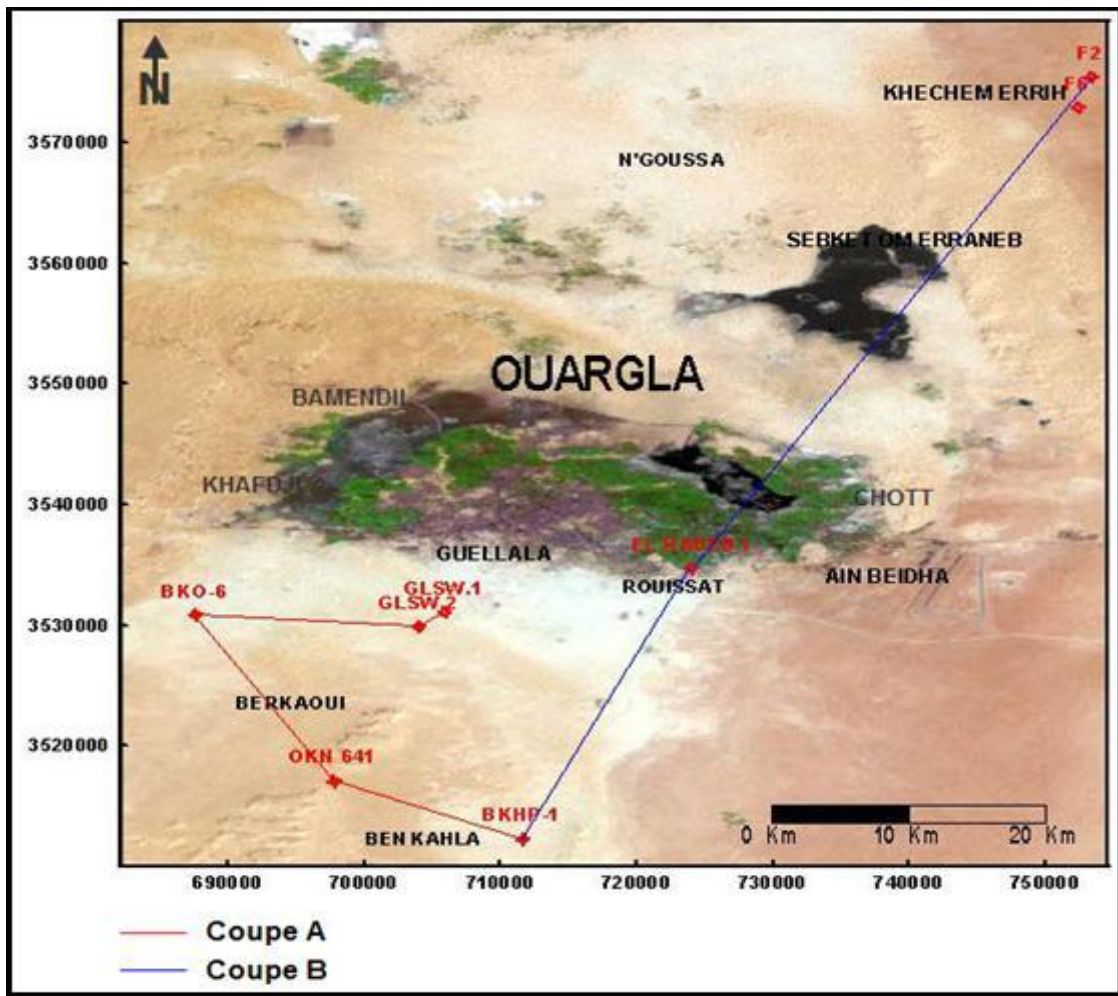 N
F2
KHECHEM ERRIH
3570000
N'GOUSSA
SEBKET OM ERRANEB
3560000
3550000
OUARGLA
BAMENDIL
KHAFDJI
3540000
CHOTT
GUELLALA
ROUISSAT
AIN BEIDHA
BKO-6
GLSW.1
GLSW.2
3530000
BERKAOUI
3520000
OKN 641
BKHP-1
BEN KAHLA
0 Km 10 Km 20 Km
690000 700000 710000 720000 730000 740000 750000
Coupe A
Coupe B